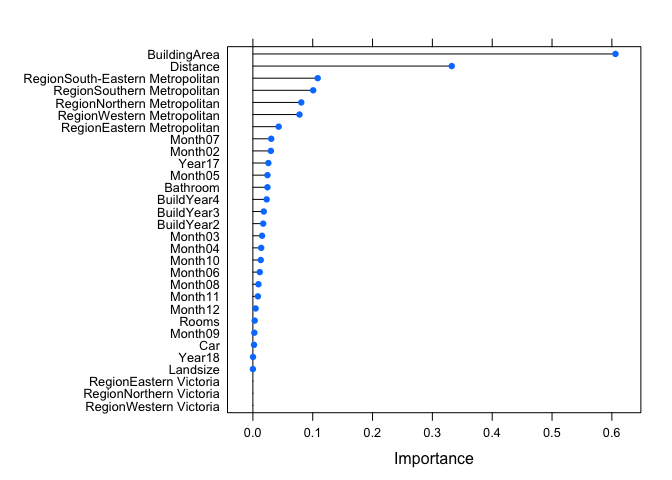 BuildingArea
Distance
RegionSouth-Eastern Metropolitan
RegionSouthern Metropolitan
RegionNorthern Metropolitan
RegionWestern Metropolitan
RegionEastern Metropolitan
Month07
Month02
Year17
Month05
Bathroom
BuildYear4
BuildYear3
BuildYear2
Month03
Month04
Month10
Month06
Month08
Month11
Month12
Rooms
Month09
Car
Year18
Landsize
RegionEastern Victoria
RegionNorthern Victoria
RegionWestern Victoria
0.0 0.1 0.2 0.3 0.4 0.5 0.6
Importance